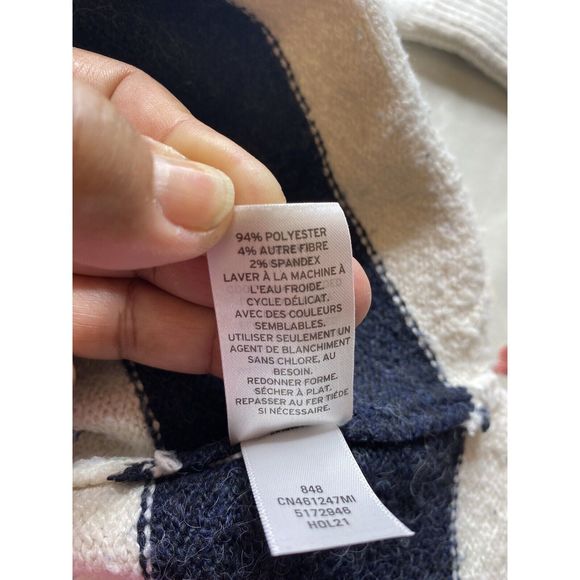 94% POLYESTER
4% AUTRE FIBRE
2% SPANDEX
LAVER À LA MACHINE À
L'EAU FROIDE.
CYCLE DÉLICAT.
AVEC DES COULEURS
SEMBLABLES.
UTILISER SEULEMENT UN
AGENT DE BLANCHIMENT
SANS CHLORE, AU
BESOIN.
REDONNER FORME.
SÉCHER À PLAT.
REPASSER AU FER TIÉDE
SI NÉCESSAIRE.
848
CN461247MI
5172946
HOL21